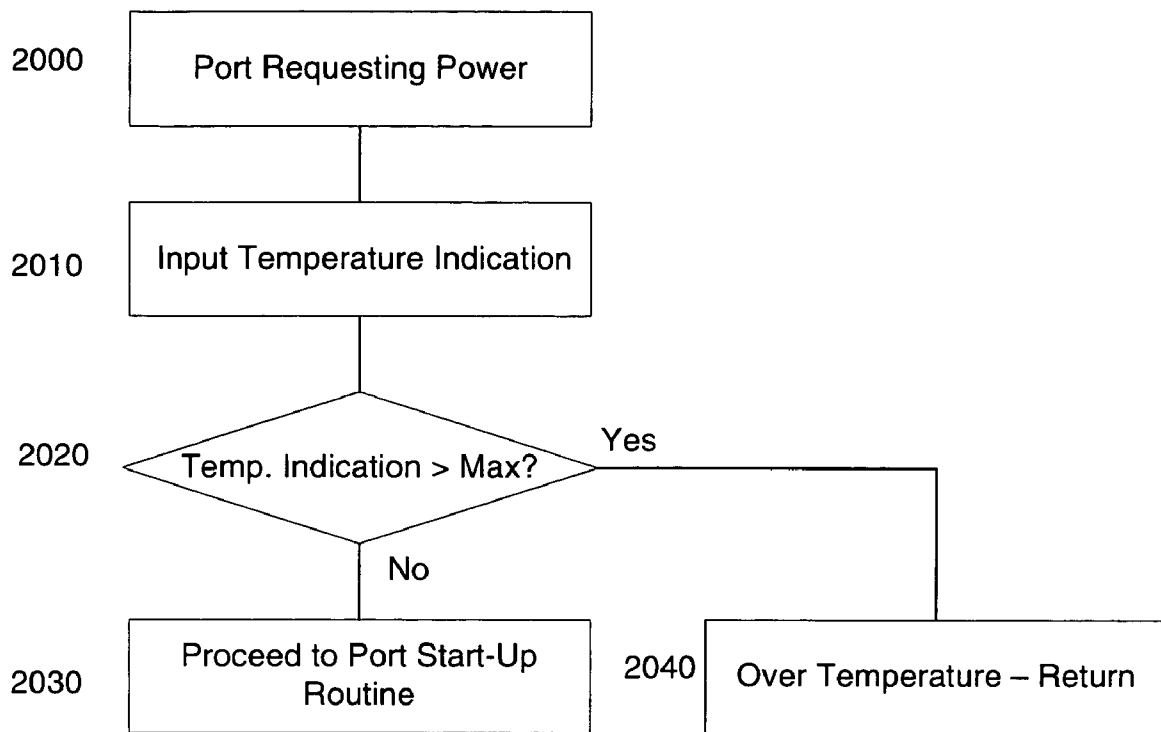 2000
Port Requesting Power
2010
Input Temperature Indication
2020
Temp. Indication > Max?
Yes
No
2030
Proceed to Port Start-Up
Routine
2040
Over Temperature – Return